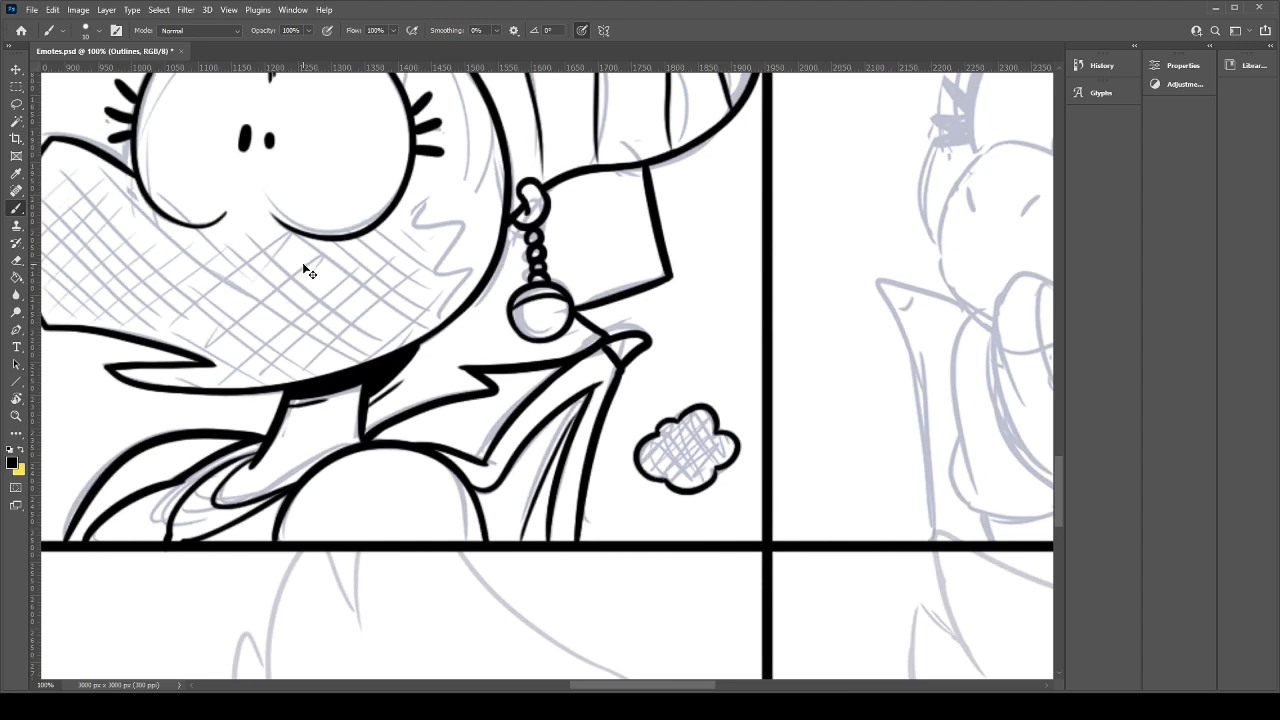 Ps File Edit Image Layer Type Select Filter 3D View Plugins Window Help
10 Mode: Normal Opacity: 100% Flow: 100% Smoothing: 0% 0°
Emotes.psd @ 100% (Outlines, RGB/8) *
0 900 950 1000 1050 1100 1150 1200 1250 1300 1350 1400 1450 1500 1550 1600 1650 1700 1750 1800 1850 1900 1950 2000 2050 2100 2150 2200 2250 2300 2350
History
Glyphs
Properties
Adjustme...
Librar...
100% 3000 px x 3000 px (300 ppi)